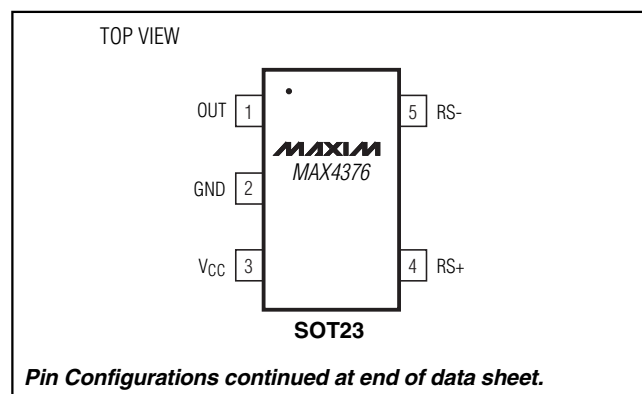 TOP VIEW
OUT 1
5 RS-
MAXIM
MAX4376
GND 2
VCC 3
4 RS+
SOT23
Pin Configurations continued at end of data sheet.